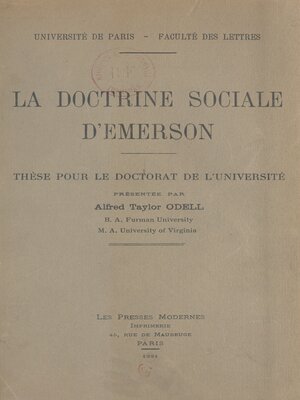 UNIVERSITÉ DE PARIS — FACULTÉ DES LETTRES
LA DOCTRINE SOCIALE
D'EMERSON
THÈSE POUR LE DOCTORAT DE L'UNIVERSITÉ
PRÉSENTÉE PAR
Alfred Taylor ODELL
B. A. Furman University
M. A. University of Virginia
LES PRESSES MODERNES
IMPRIMERIE
45, RUE DE MAUBEUGE
PARIS
1931